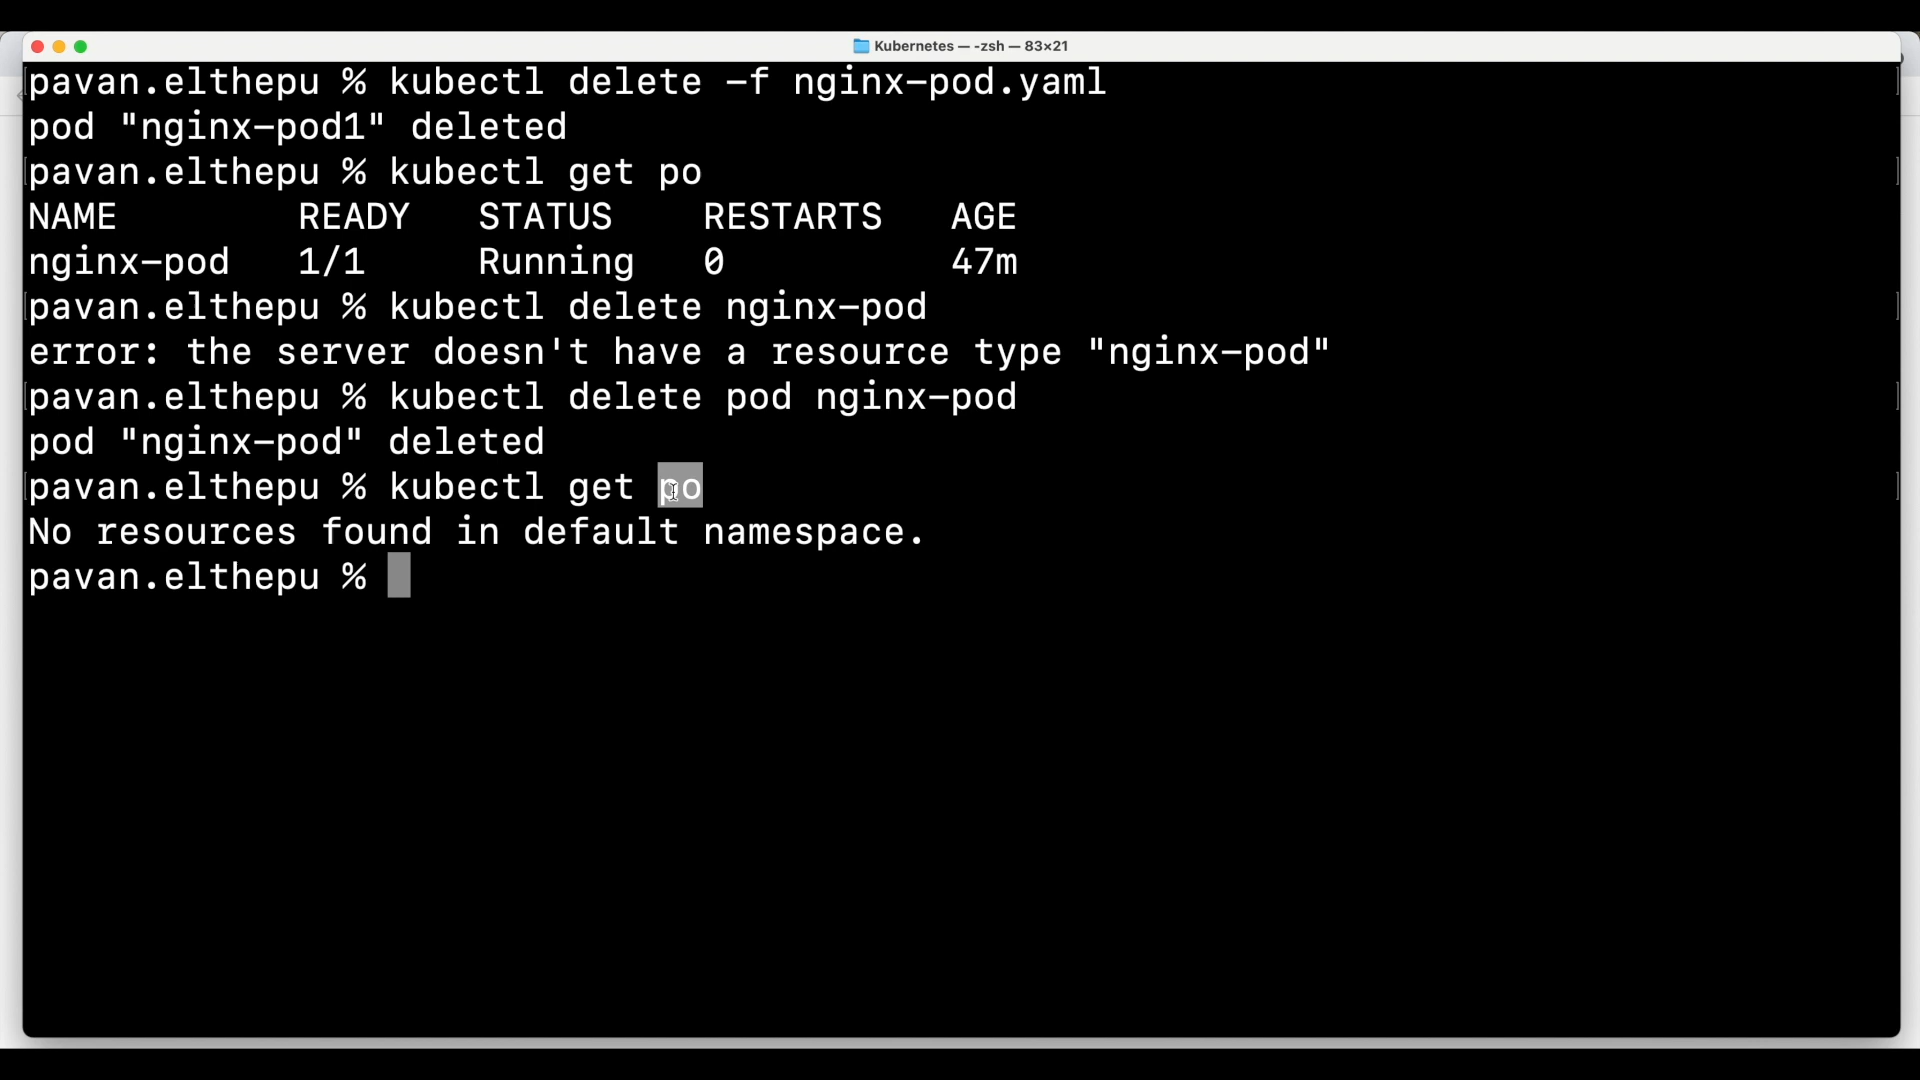 Kubernetes — -zsh — 83×21
pavan.elthepu % kubectl delete -f nginx-pod.yaml
pod "nginx-pod1" deleted
pavan.elthepu % kubectl get po
NAME        READY   STATUS    RESTARTS   AGE
nginx-pod   1/1     Running   0          47m
pavan.elthepu % kubectl delete nginx-pod
error: the server doesn't have a resource type "nginx-pod"
pavan.elthepu % kubectl delete pod nginx-pod
pod "nginx-pod" deleted
pavan.elthepu % kubectl get po
No resources found in default namespace.
pavan.elthepu %